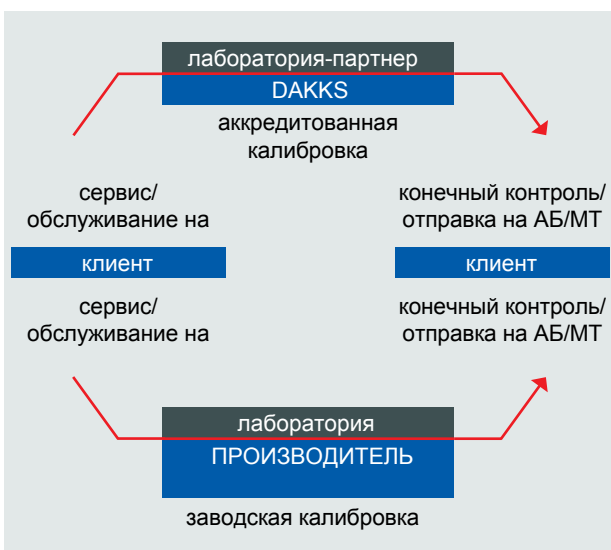 лаборатория-партнер
DAKKS
аккредитованная
калибровка
сервис/
обслуживание на
клиент
сервис/
обслуживание на
конечный контроль/
отправка на АБ/МТ
клиент
конечный контроль/
отправка на АБ/МТ
лаборатория
ПРОИЗВОДИТЕЛЬ
заводская калибровка